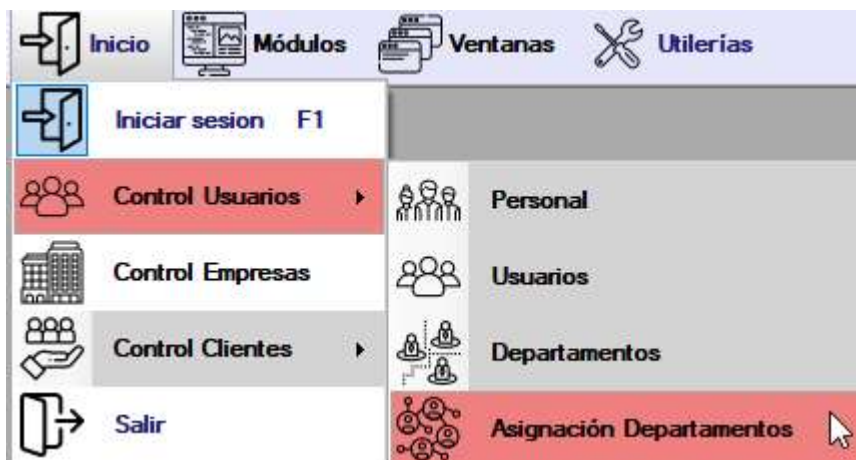 Inicio Módulos Ventanas Utilerías
Iniciar sesion F1
Control Usuarios
Control Empresas
Control Clientes
Salir
Personal
Usuarios
Departamentos
Asignación Departamentos